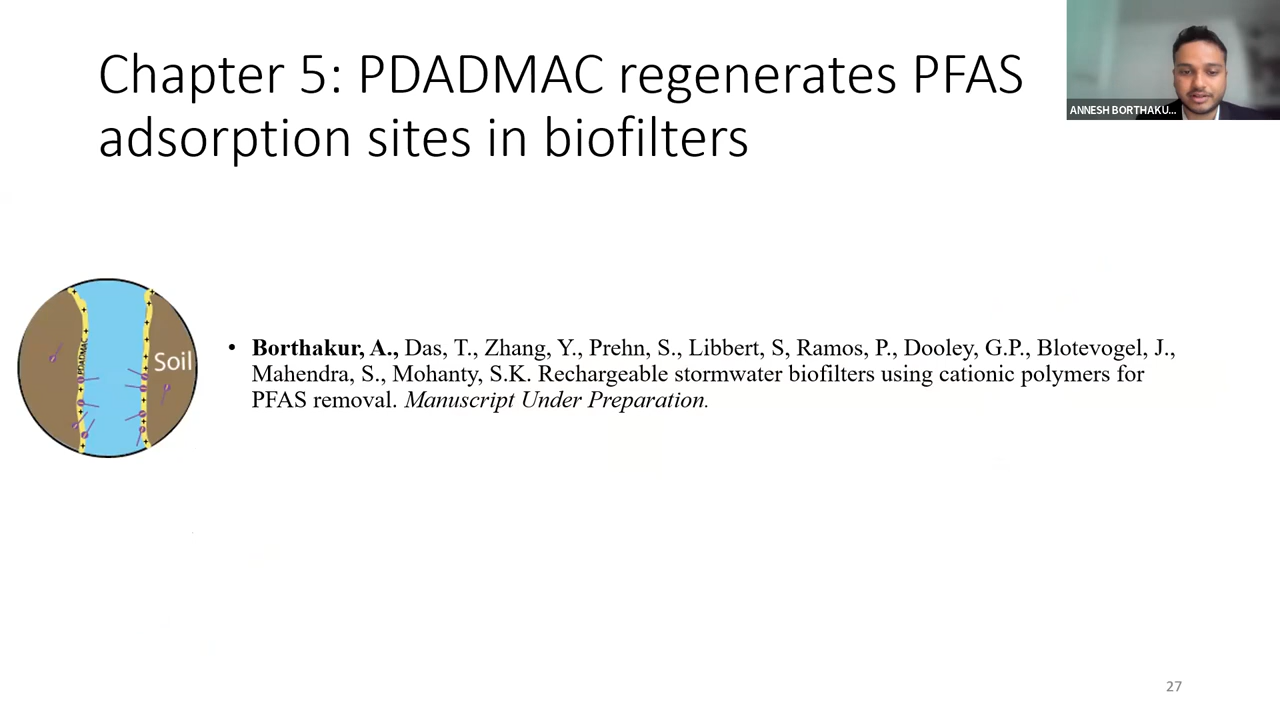 Chapter 5: PDADMAC regenerates PFAS
adsorption sites in biofilters
ANNESH BORTHAKU...
PDADMAC
Soil
• Borthakur, A., Das, T., Zhang, Y., Prehn, S., Libbert, S, Ramos, P., Dooley, G.P., Blotevogel, J.,
Mahendra, S., Mohanty, S.K. Rechargeable stormwater biofilters using cationic polymers for
PFAS removal. Manuscript Under Preparation.
27